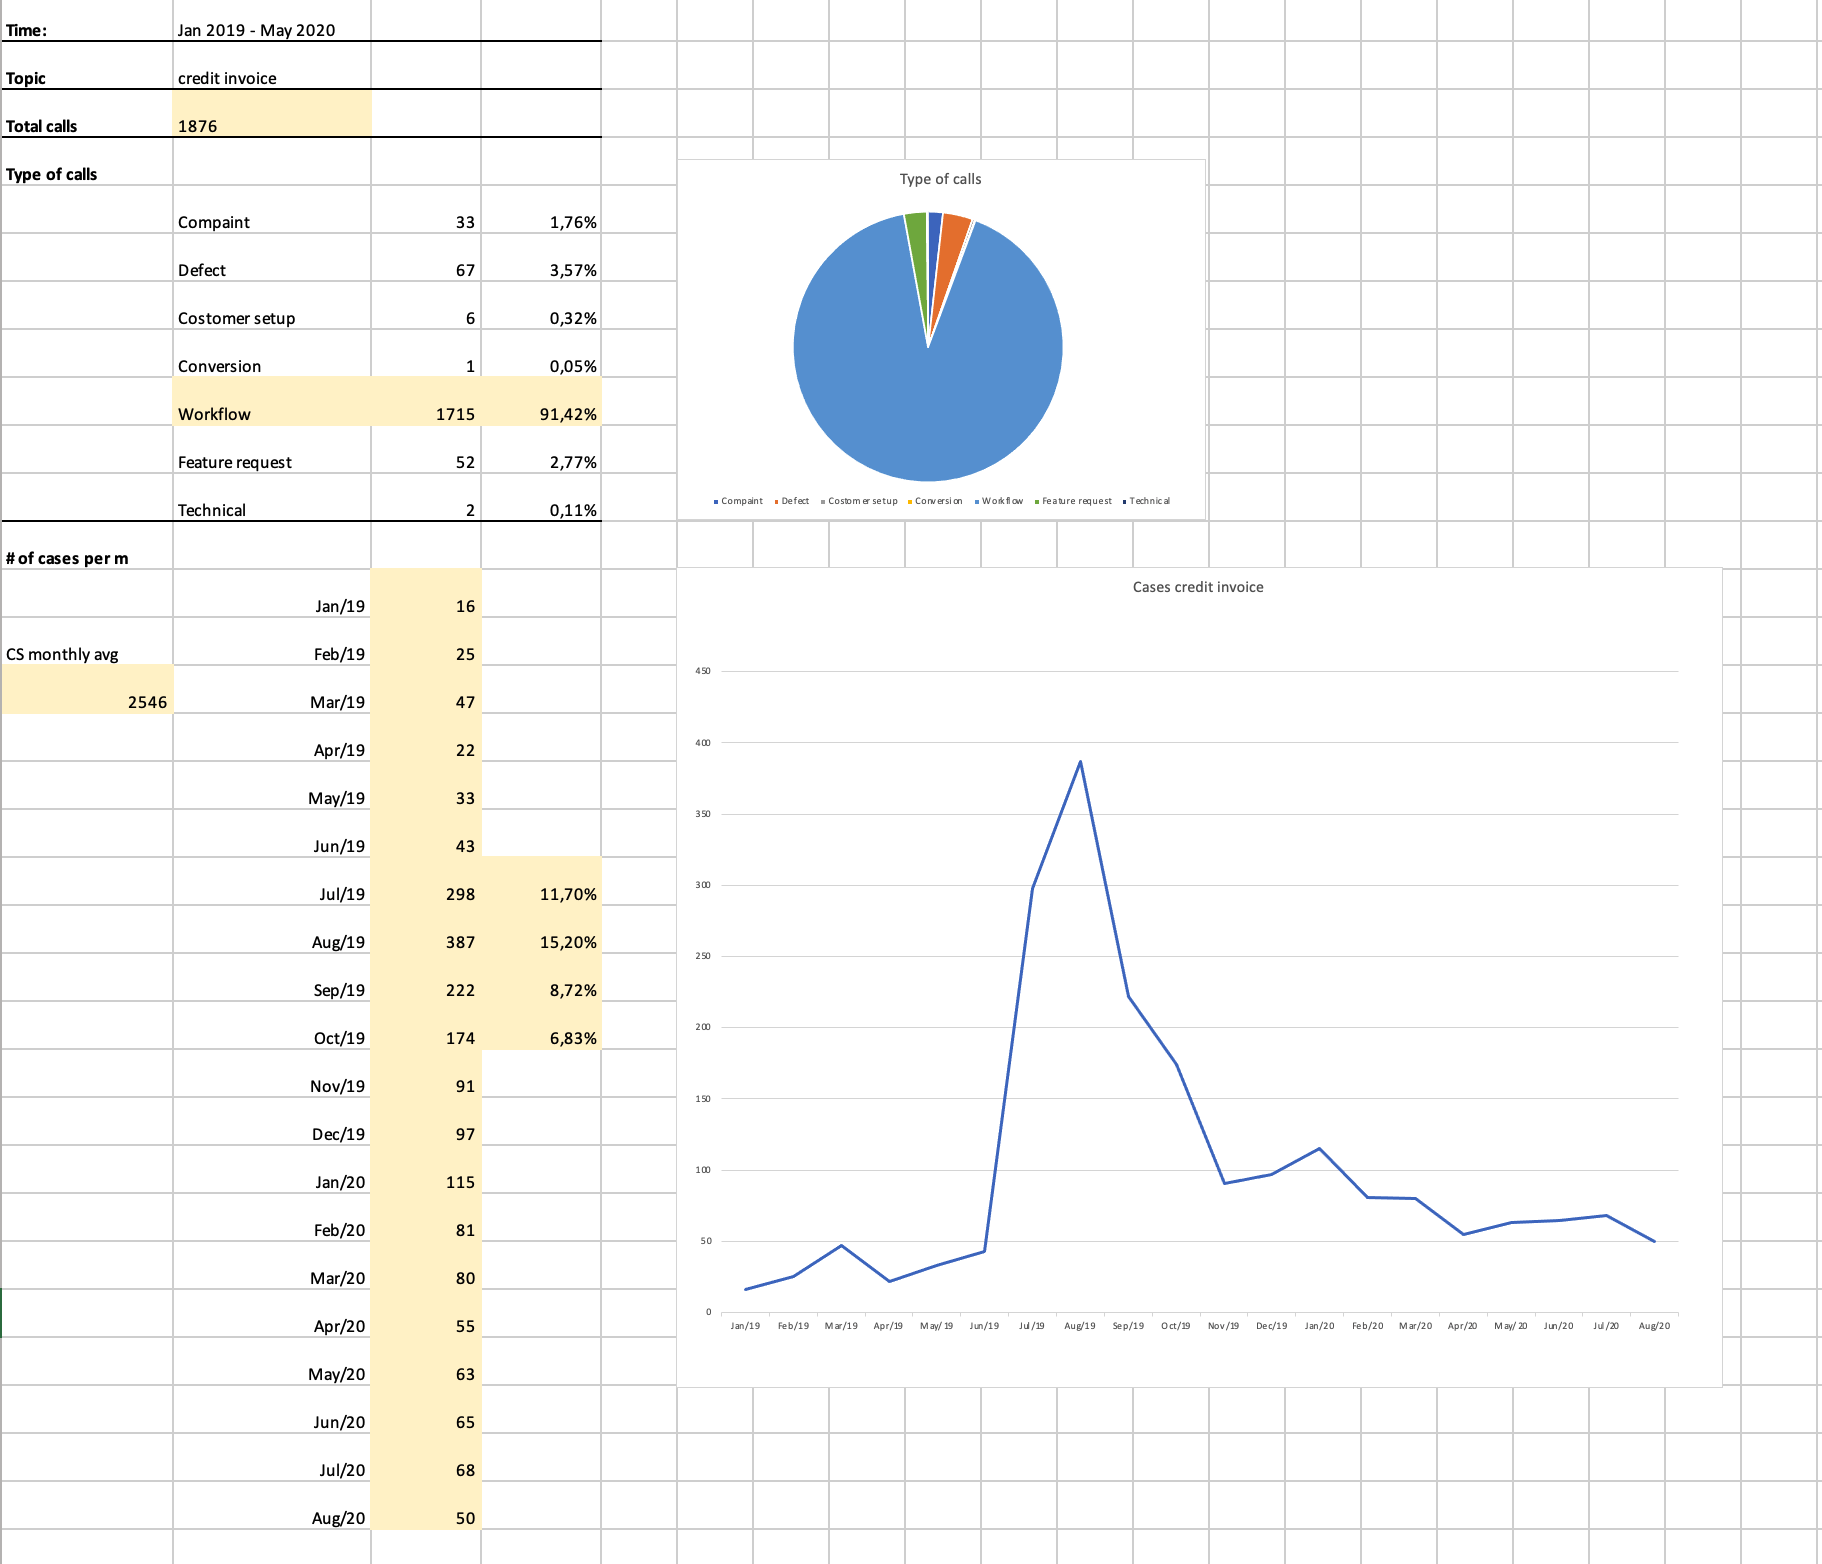 Time: Jan 2019 - May 2020
Topic credit invoice
Total calls 1876
Type of calls
Compaint 33 1,76%
Defect 67 3,57%
Costomer setup 6 0,32%
Conversion 1 0,05%
Workflow 1715 91,42%
Feature request 52 2,77%
Technical 2 0,11%
Type of calls
Compaint Defect Costomer setup Conversion Workflow Feature request Technical
# of cases per m
Jan/19 16
CS monthly avg Feb/19 25
2546 Mar/19 47
Apr/19 22
May/19 33
Jun/19 43
Jul/19 298 11,70%
Aug/19 387 15,20%
Sep/19 222 8,72%
Oct/19 174 6,83%
Nov/19 91
Dec/19 97
Jan/20 115
Feb/20 81
Mar/20 80
Apr/20 55
May/20 63
Jun/20 65
Jul/20 68
Aug/20 50
Cases credit invoice
450
400
350
300
250
200
150
100
50
0
Jan/19 Feb/19 Mar/19 Apr/19 May/19 Jun/19 Jul/19 Aug/19 Sep/19 Oct/19 Nov/19 Dec/19 Jan/20 Feb/20 Mar/20 Apr/20 May/20 Jun/20 Jul/20 Aug/20